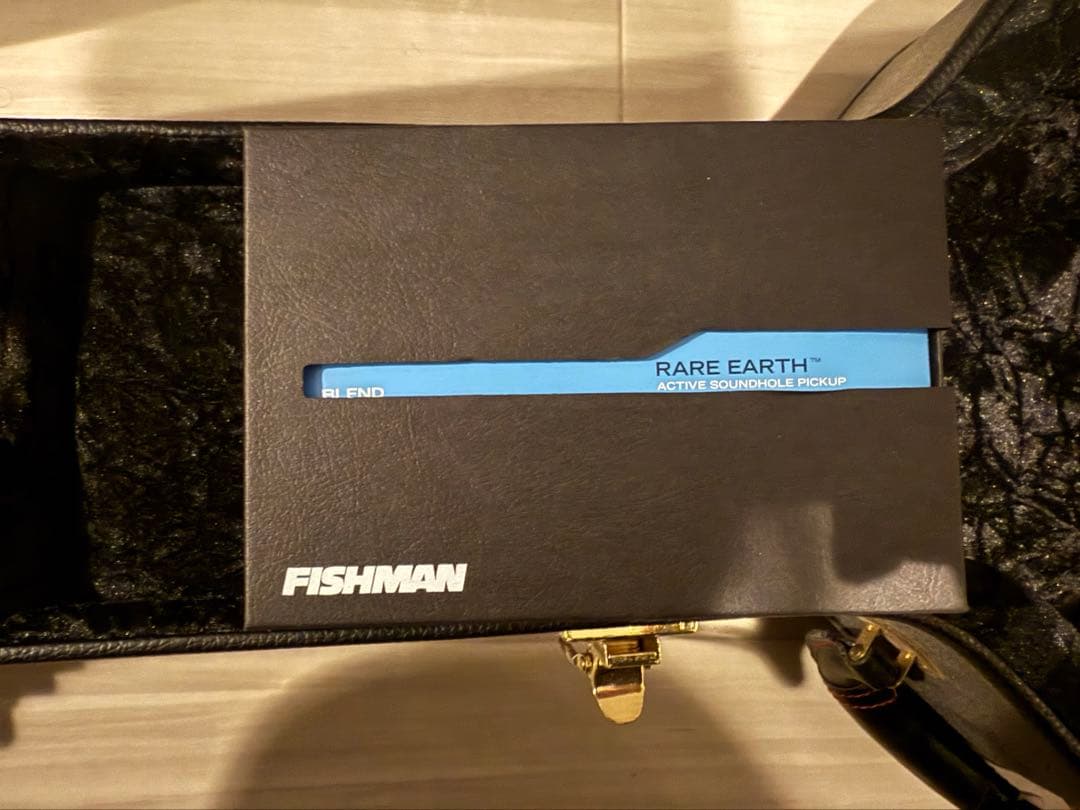 RARE EARTH™
ACTIVE SOUNDHOLE PICKUP
BLEND
FISHMAN